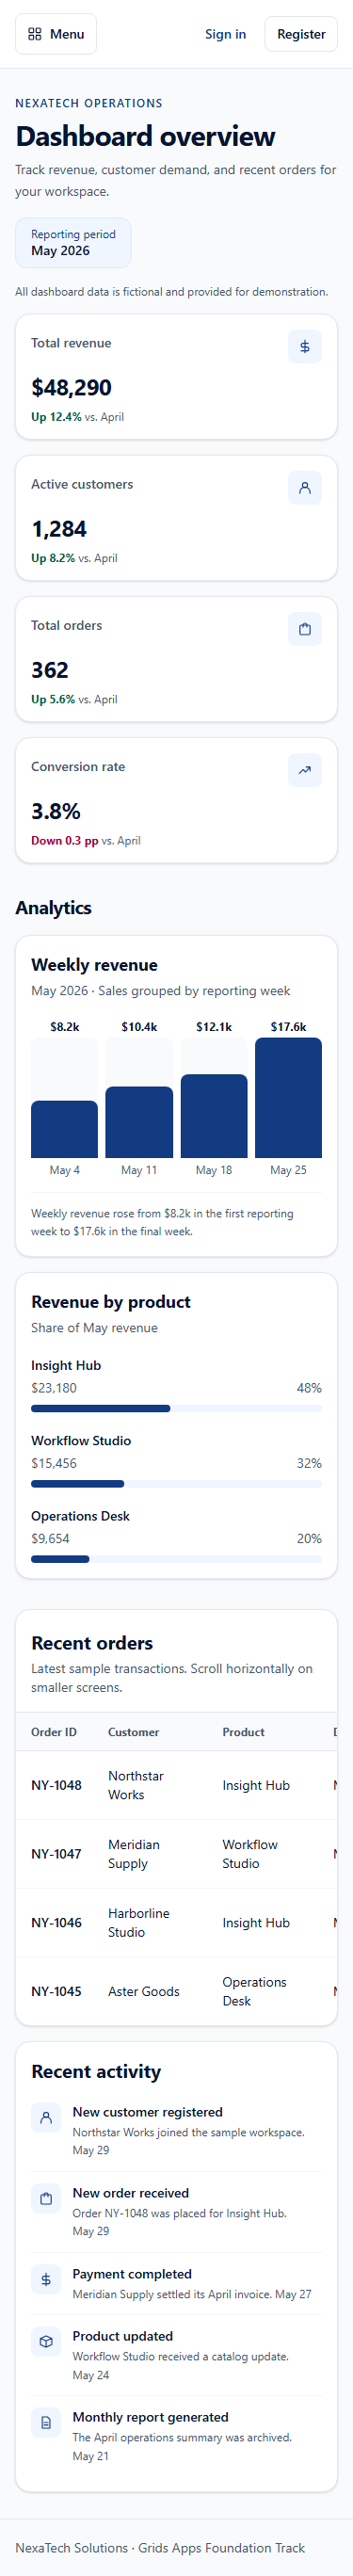 Menu
Sign in
Register
NEXATECH OPERATIONS
Dashboard overview
Track revenue, customer demand, and recent orders for
your workspace.
Reporting period
May 2026
All dashboard data is fictional and provided for demonstration.
Total revenue
$
$48,290
Up 12.4% vs. April
Active customers
1,284
Up 8.2% vs. April
Total orders
362
Up 5.6% vs. April
Conversion rate
3.8%
Down 0.3 pp vs. April
Analytics
Weekly revenue
May 2026 · Sales grouped by reporting week
$8.2k $10.4k $12.1k $17.6k
May 4 May 11 May 18 May 25
Weekly revenue rose from $8.2k in the first reporting
week to $17.6k in the final week.
Revenue by product
Share of May revenue
Insight Hub
$23,180 48%
Workflow Studio
$15,456 32%
Operations Desk
$9,654 20%
Recent orders
Latest sample transactions. Scroll horizontally on
smaller screens.
Order ID Customer Product
NY-1048 Northstar Works Insight Hub
NY-1047 Meridian Supply Workflow Studio
NY-1046 Harborline Studio Insight Hub
NY-1045 Aster Goods Operations Desk
Recent activity
New customer registered
Northstar Works joined the sample workspace.
May 29
New order received
Order NY-1048 was placed for Insight Hub.
May 29
$
Payment completed
Meridian Supply settled its April invoice. May 27
Product updated
Workflow Studio received a catalog update.
May 24
Monthly report generated
The April operations summary was archived.
May 21
NexaTech Solutions · Grids Apps Foundation Track